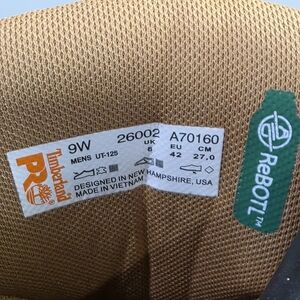 Timberland
PRO
9W 26002 A70160
MENS UT-125 UK EU CM
8 42 27,0
DESIGNED IN NEW HAMPSHIRE, USA
MADE IN VIETNAM
ReBOTL™